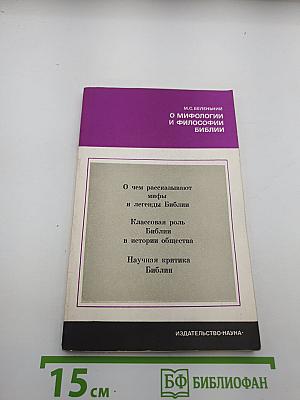 М.С.БЕЛЕНЬКИЙ
О МИФОЛОГИИ
И ФИЛОСОФИИ
БИБЛИИ
О чем рассказывают
мифы
и легенды Библии
Классовая роль
Библии
в истории общества
Научная критика
Библии
ИЗДАТЕЛЬСТВО «НАУКА»
15 см
БФ БИБЛИОФАН